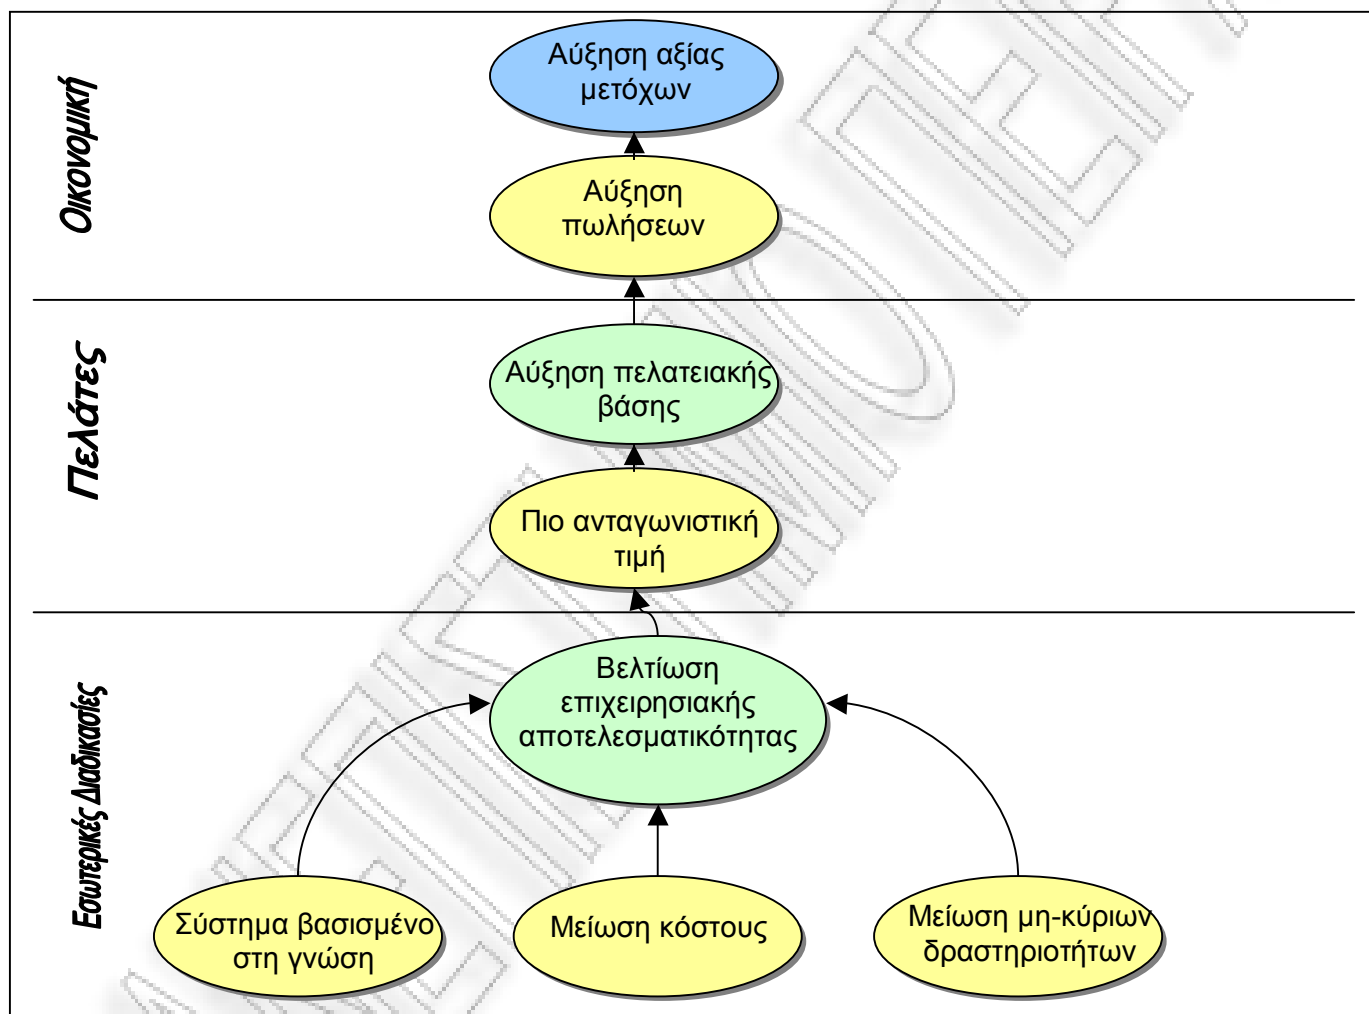 Οικονομική
Αύξηση αξίας
μετόχων
Αύξηση
πωλήσεων
Πελάτες
Αύξηση πελατειακής
βάσης
Πιο ανταγωνιστική
τιμή
Εσωτερικές Διαδικασίες
Βελτίωση
επιχειρησιακής
αποτελεσματικότητας
Σύστημα βασισμένο
στη γνώση
Μείωση κόστους
Μείωση μη-κύριων
δραστηριοτήτων